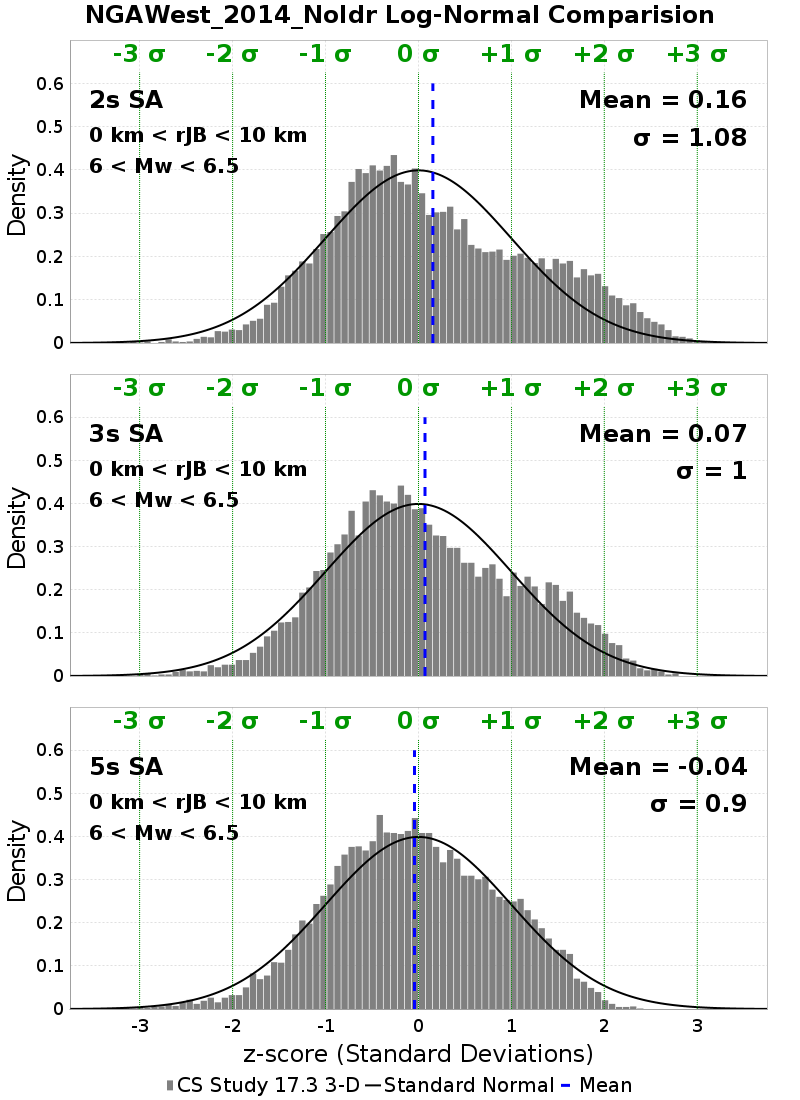 NGAWest_2014_NoIdr Log-Normal Comparision
-3 σ -2 σ -1 σ 0 σ +1 σ +2 σ +3 σ
0.6
2s SA Mean = 0.16
0.5
0 km < rJB < 10 km σ = 1.08
6 < Mw < 6.5
0.4
Density
0.3
0.2
0.1
0
-3 σ -2 σ -1 σ 0 σ +1 σ +2 σ +3 σ
0.6
3s SA Mean = 0.07
0.5
0 km < rJB < 10 km σ = 1
6 < Mw < 6.5
0.4
Density
0.3
0.2
0.1
0
-3 σ -2 σ -1 σ 0 σ +1 σ +2 σ +3 σ
0.6
5s SA Mean = -0.04
0.5
0 km < rJB < 10 km σ = 0.9
6 < Mw < 6.5
0.4
Density
0.3
0.2
0.1
0
-3 -2 -1 0 1 2 3
z-score (Standard Deviations)
CS Study 17.3 3-D Standard Normal Mean